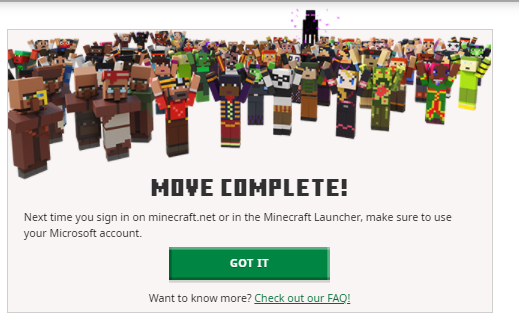 MOVE COMPLETE!
Next time you sign in on minecraft.net or in the Minecraft Launcher, make sure to use
your Microsoft account.
GOT IT
Want to know more? Check out our FAQ!